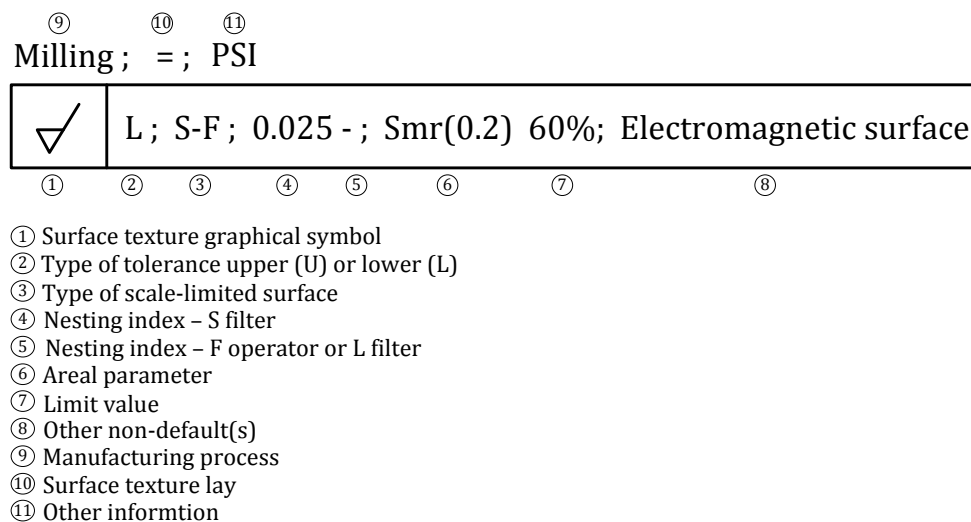 ⑨ ⑩ ⑪
Milling ; = ; PSI
L ; S-F ; 0.025 - ; Smr(0.2) 60%; Electromagnetic surface
① ② ③ ④ ⑤ ⑥ ⑦ ⑧
① Surface texture graphical symbol
② Type of tolerance upper (U) or lower (L)
③ Type of scale-limited surface
④ Nesting index – S filter
⑤ Nesting index – F operator or L filter
⑥ Areal parameter
⑦ Limit value
⑧ Other non-default(s)
⑨ Manufacturing process
⑩ Surface texture lay
⑪ Other informtion